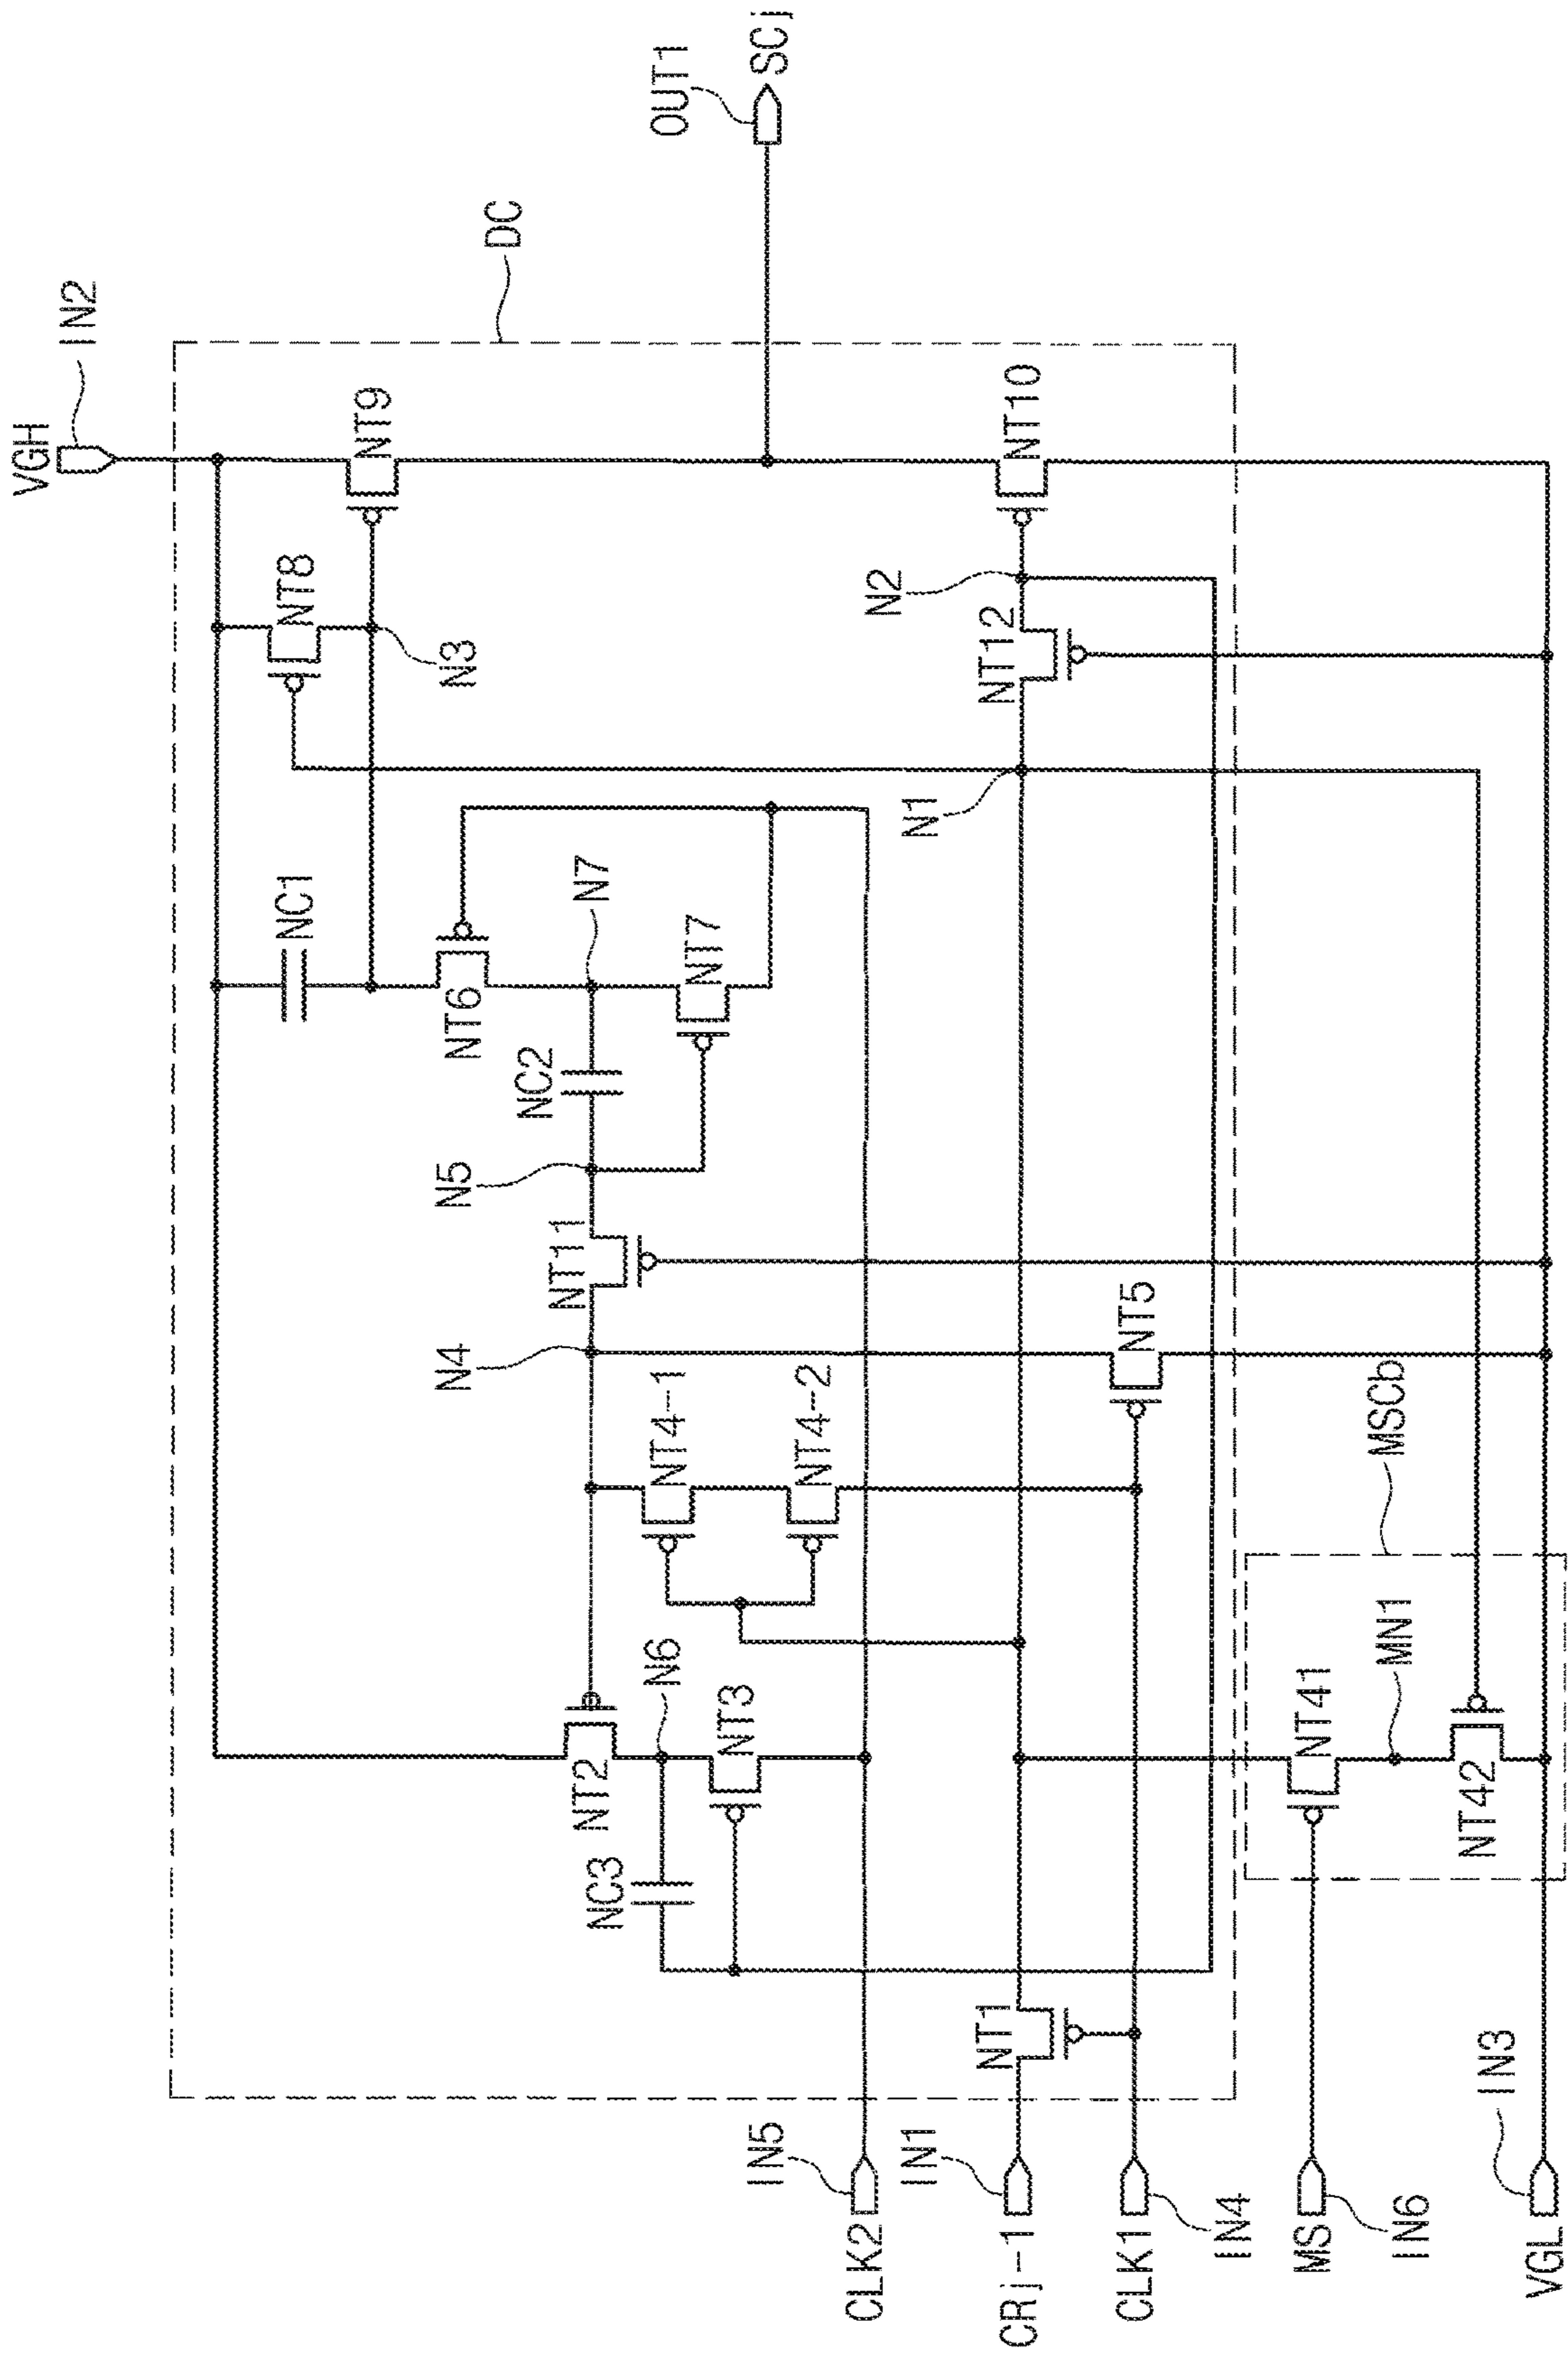 VGH
IN2
DC
OUT1
SCj
NT8
NT9
N3
NC1
NT6
N7
NT7
NC2
N5
NT11
N4
NT4-1
NT4-2
NT2
N6
NT3
NC3
N2
NT10
NT12
N1
NT5
NT1
MSCb
NT41
MN1
NT42
IN5
CLK2
IN1
CRj-1
CLK1
IN4
MS
IN6
IN3
VGL